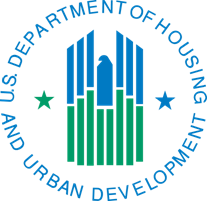 U.S. DEPARTMENT OF HOUSING
AND URBAN DEVELOPMENT